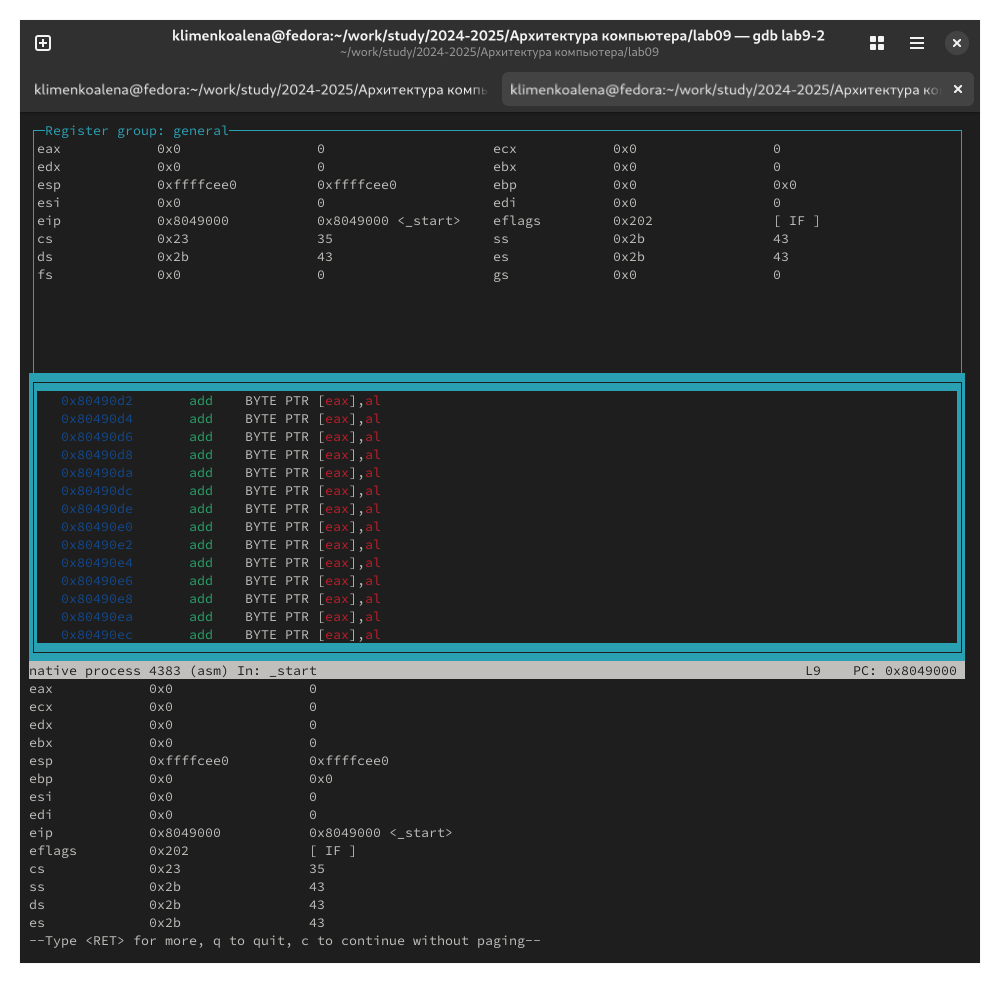 klimenkoalena@fedora:~/work/study/2024-2025/Архитектура компьютера/lab09 — gdb lab9-2
~/work/study/2024-2025/Архитектура компьютера/lab09
klimenkoalena@fedora:~/work/study/2024-2025/Архитектура компь klimenkoalena@fedora:~/work/study/2024-2025/Архитектура ко
Register group: general
eax 0x0 0 ecx 0x0 0
edx 0x0 0 ebx 0x0 0
esp 0xffffcee0 0xffffcee0 ebp 0x0 0x0
esi 0x0 0 edi 0x0 0
eip 0x8049000 0x8049000 <_start> eflags 0x202 [ IF ]
cs 0x23 35 ss 0x2b 43
ds 0x2b 43 es 0x2b 43
fs 0x0 0 gs 0x0 0
0x80490d2 add BYTE PTR [eax],al
0x80490d4 add BYTE PTR [eax],al
0x80490d6 add BYTE PTR [eax],al
0x80490d8 add BYTE PTR [eax],al
0x80490da add BYTE PTR [eax],al
0x80490dc add BYTE PTR [eax],al
0x80490de add BYTE PTR [eax],al
0x80490e0 add BYTE PTR [eax],al
0x80490e2 add BYTE PTR [eax],al
0x80490e4 add BYTE PTR [eax],al
0x80490e6 add BYTE PTR [eax],al
0x80490e8 add BYTE PTR [eax],al
0x80490ea add BYTE PTR [eax],al
0x80490ec add BYTE PTR [eax],al
native process 4383 (asm) In: _start L9 PC: 0x8049000
eax 0x0 0
ecx 0x0 0
edx 0x0 0
ebx 0x0 0
esp 0xffffcee0 0xffffcee0
ebp 0x0 0x0
esi 0x0 0
edi 0x0 0
eip 0x8049000 0x8049000 <_start>
eflags 0x202 [ IF ]
cs 0x23 35
ss 0x2b 43
ds 0x2b 43
es 0x2b 43
--Type <RET> for more, q to quit, c to continue without paging--